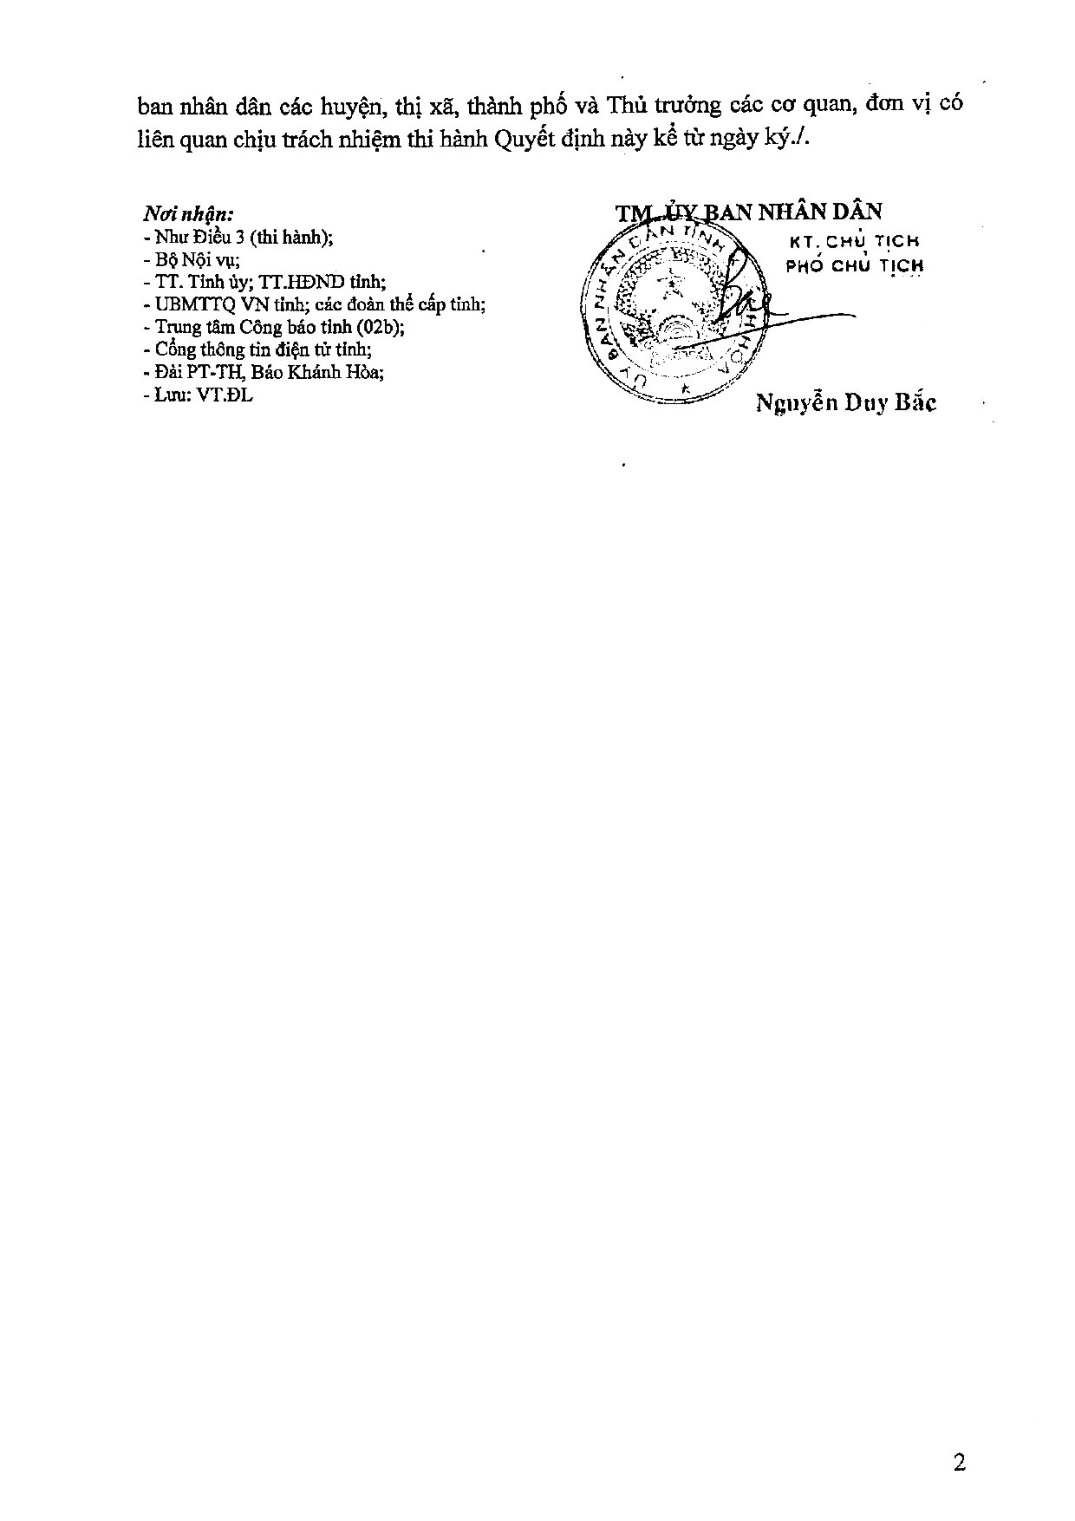 ban nhân dân các huyện, thị xã, thành phố và Thủ trưởng các cơ quan, đơn vị có
liên quan chịu trách nhiệm thi hành Quyết định này kể từ ngày ký./.
Nơi nhận:
- Như Điều 3 (thi hành);
- Bộ Nội vụ;
- TT. Tỉnh ủy; TT.HĐND tỉnh;
- UBMTTQ VN tỉnh; các đoàn thể cấp tỉnh;
- Trung tâm Công báo tỉnh (02b);
- Cổng thông tin điện tử tỉnh;
- Đài PT-TH, Báo Khánh Hòa;
- Lưu: VT.ĐL
TM. ỦY BAN NHÂN DÂN
KT. CHỦ TỊCH
PHÓ CHỦ TỊCH
ỦY BAN NHÂN DÂN TỈNH KHÁNH HÒA
Nguyễn Duy Bắc
2